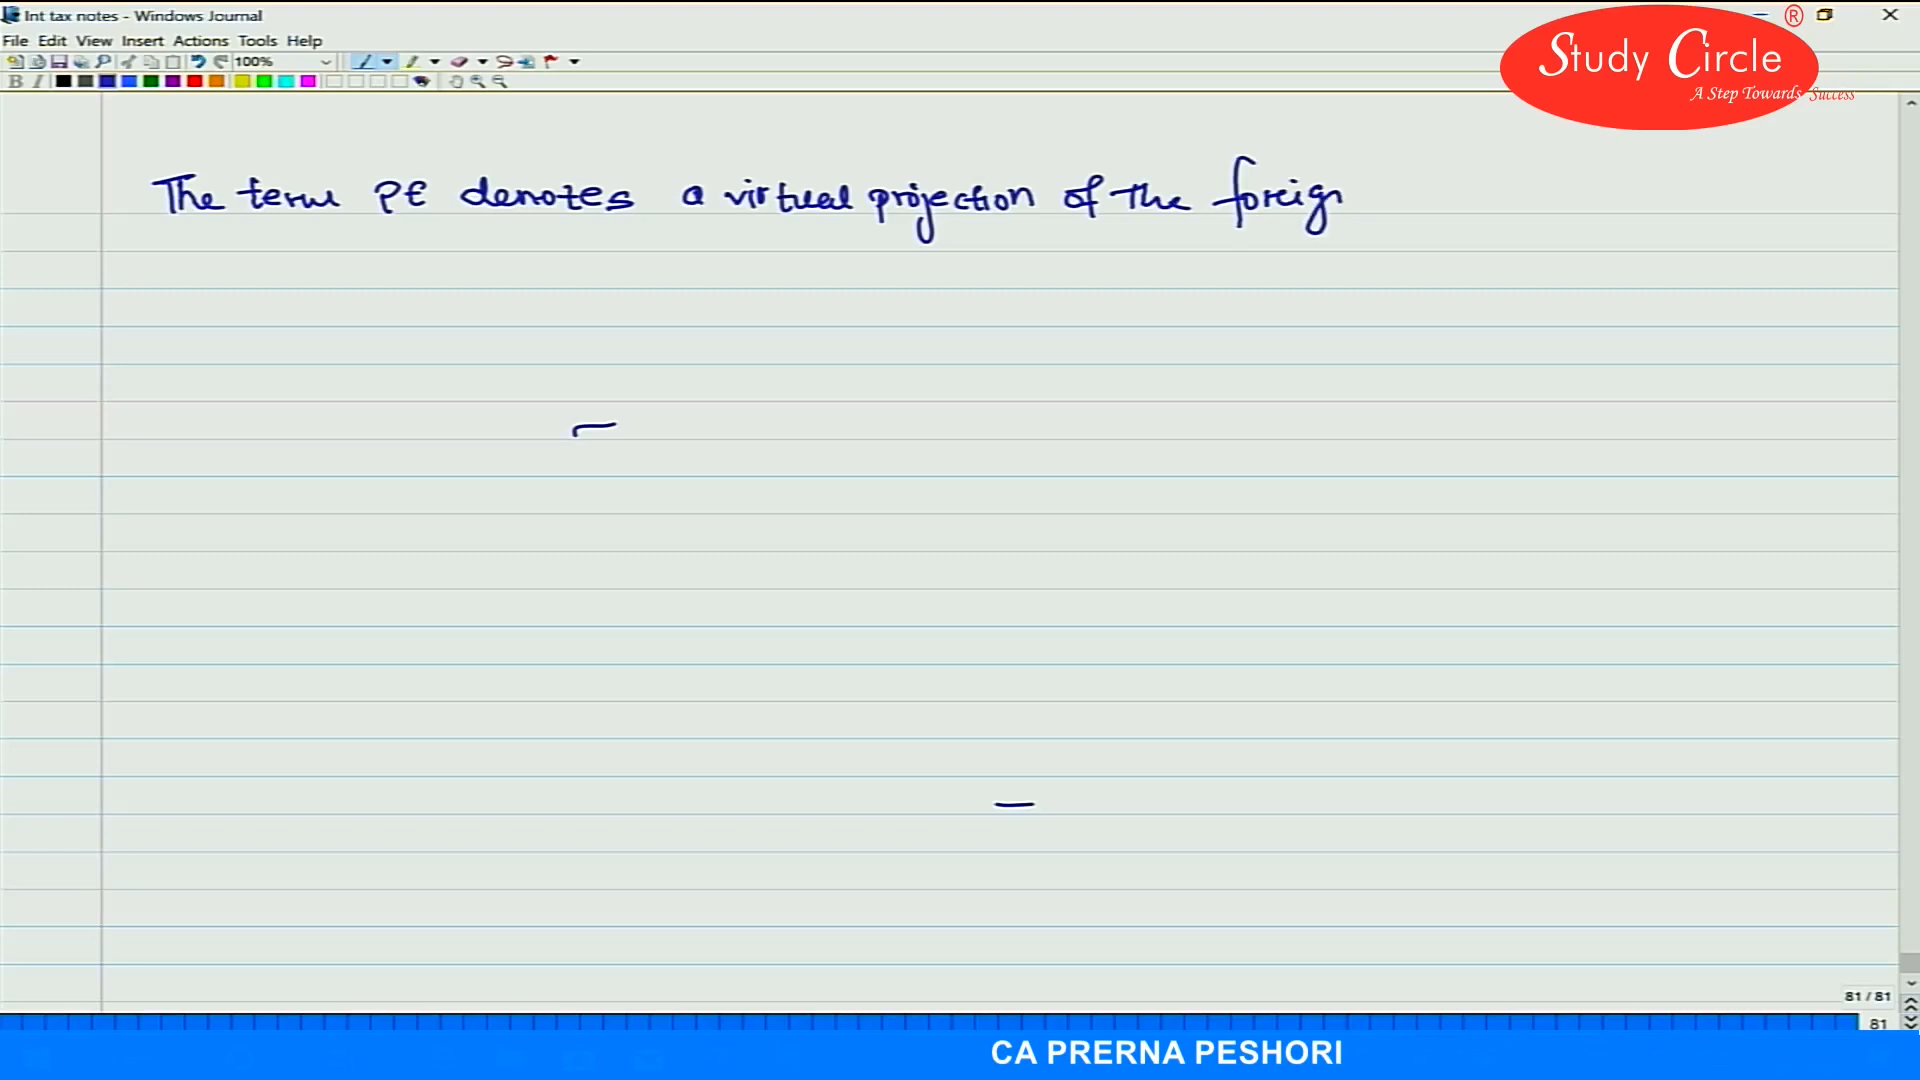 Int tax notes - Windows Journal
File Edit View Insert Actions Tools Help
100%
B I
Study Circle ®
A Step Towards Success
The term PE denotes a virtual projection of the foreign
81 / 81
81
CA PRERNA PESHORI